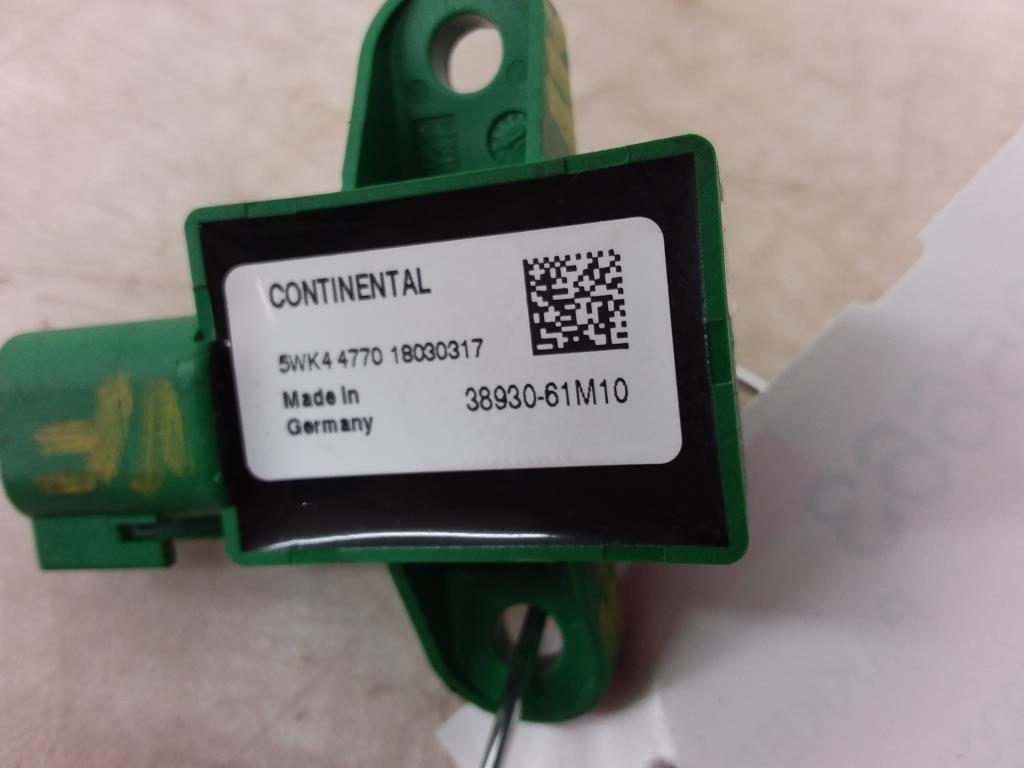 CONTINENTAL
5WK4 4770 18030317
Made in
Germany
38930-61M10